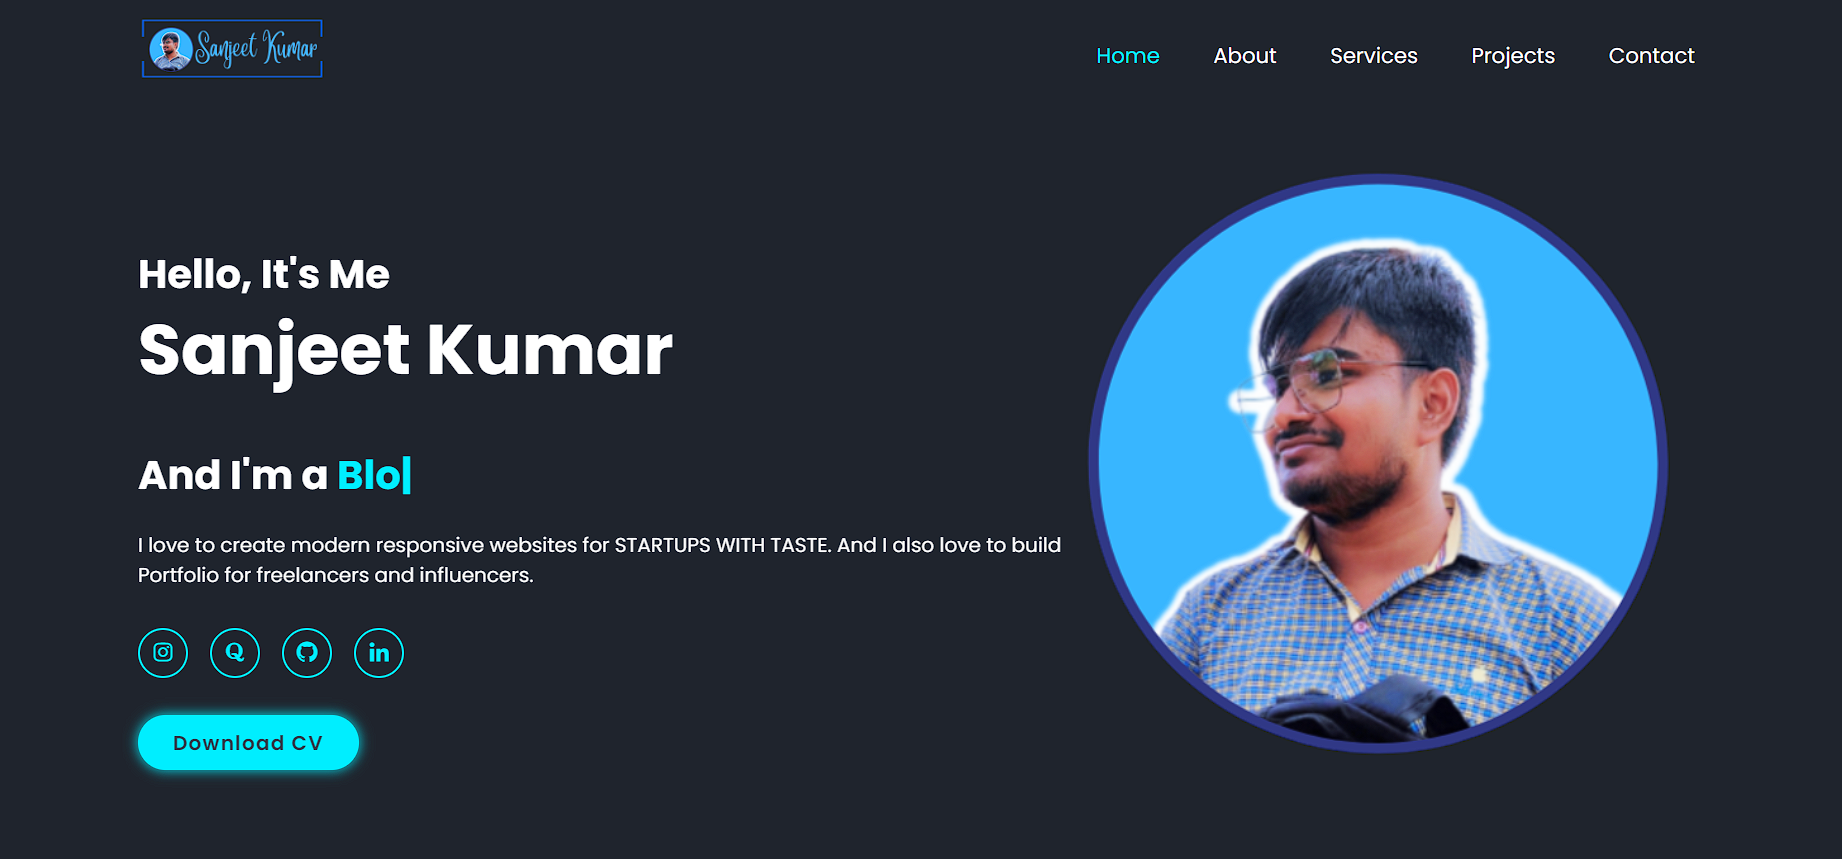 Sanjeet Kumar
Home About Services Projects Contact
Hello, It's Me
Sanjeet Kumar
And I'm a Blo|
I love to create modern responsive websites for STARTUPS WITH TASTE. And I also love to build
Portfolio for freelancers and influencers.
in
Download CV